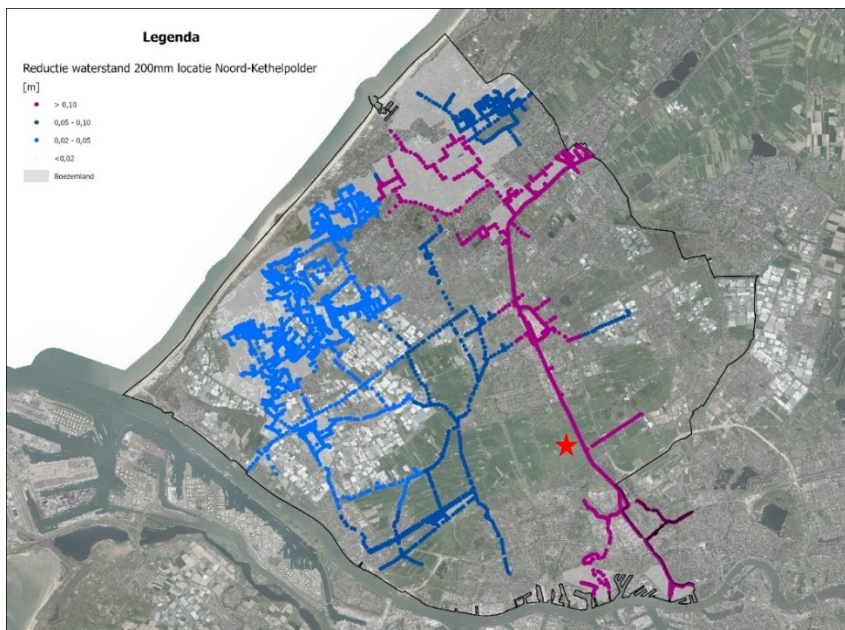 Legenda
Reductie waterstand 200mm locatie Noord-Kethelpolder
[m]
> 0,10
0,05 - 0,10
0,02 - 0,05
<0,02
Boezemland